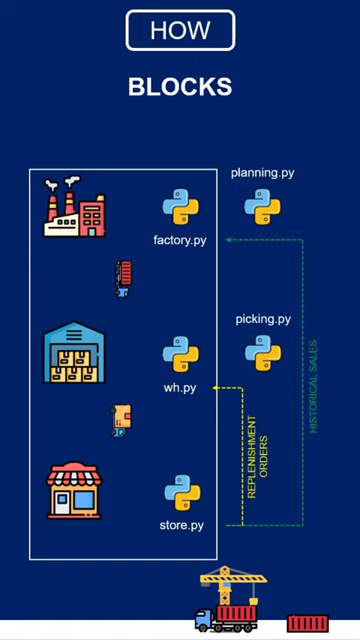 HOW
BLOCKS
planning.py
factory.py
picking.py
HISTORICAL SALES
wh.py
REPLENISHMENT
ORDERS
store.py